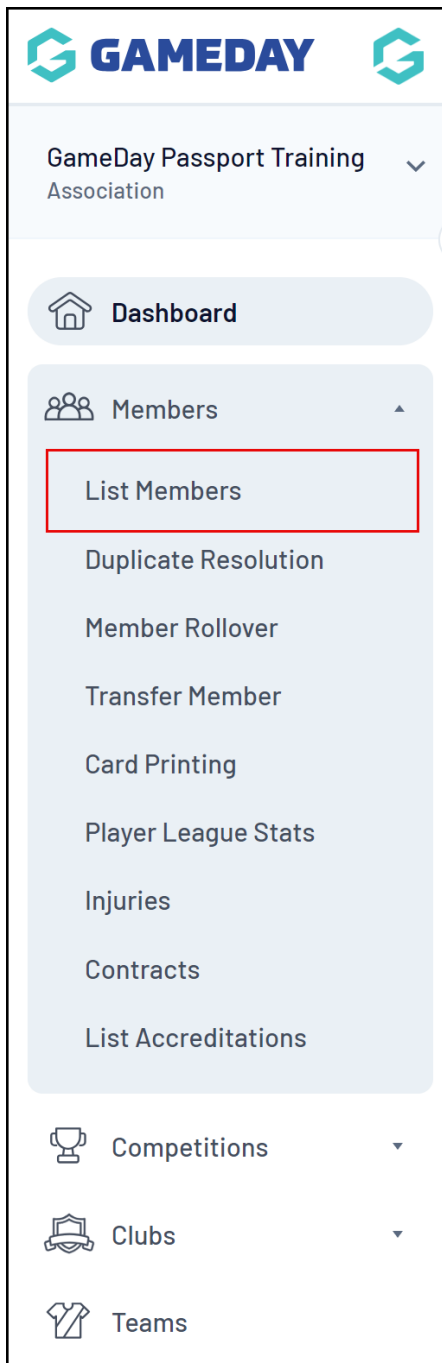 GAMEDAY
GameDay Passport Training
Association
Dashboard
Members
List Members
Duplicate Resolution
Member Rollover
Transfer Member
Card Printing
Player League Stats
Injuries
Contracts
List Accreditations
Competitions
Clubs
Teams